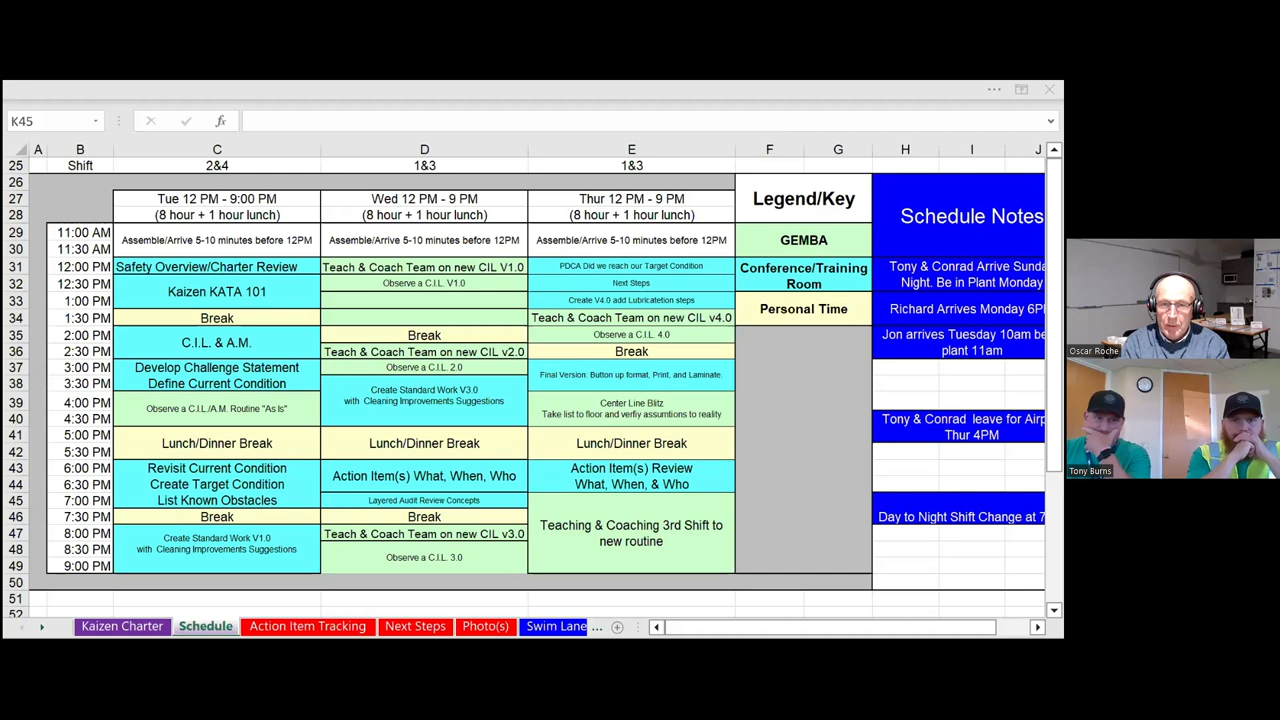 K45
fx
A B C D E F G H I J
25 Shift 2&4 1&3 1&3
26
27 Tue 12 PM - 9:00 PM Wed 12 PM - 9 PM Thur 12 PM - 9 PM Legend/Key
28 (8 hour + 1 hour lunch) (8 hour + 1 hour lunch) (8 hour + 1 hour lunch) Schedule Notes
29 11:00 AM Assemble/Arrive 5-10 minutes before 12PM Assemble/Arrive 5-10 minutes before 12PM Assemble/Arrive 5-10 minutes before 12PM GEMBA
30 11:30 AM
31 12:00 PM Safety Overview/Charter Review Teach & Coach Team on new CIL V1.0 PDCA Did we reach our Target Condition Conference/Training Tony & Conrad Arrive Sunda
32 12:30 PM Kaizen KATA 101 Observe a C.I.L. V1.0 Next Steps Room Night. Be in Plant Monday
33 1:00 PM Create V4.0 add Lubricatetion steps Personal Time Richard Arrives Monday 6P
34 1:30 PM Break Teach & Coach Team on new CIL v4.0
35 2:00 PM C.I.L. & A.M. Break Observe a C.I.L. 4.0 Jon arrives Tuesday 10am be
36 2:30 PM Teach & Coach Team on new CIL v2.0 Break plant 11am
37 3:00 PM Develop Challenge Statement Observe a C.I.L. 2.0 Final Version: Button up format, Print, and Laminate.
38 3:30 PM Define Current Condition Create Standard Work V3.0
39 4:00 PM Observe a C.I.L./A.M. Routine "As Is" with Cleaning Improvements Suggestions Center Line Blitz
40 4:30 PM Take list to floor and verfiy assumtions to reality Tony & Conrad leave for Airp
41 5:00 PM Lunch/Dinner Break Lunch/Dinner Break Lunch/Dinner Break Thur 4PM
42 5:30 PM
43 6:00 PM Revisit Current Condition Action Item(s) What, When, Who Action Item(s) Review
44 6:30 PM Create Target Condition What, When, & Who
45 7:00 PM List Known Obstacles Layered Audit Review Concepts
46 7:30 PM Break Break Teaching & Coaching 3rd Shift to Day to Night Shift Change at 7
47 8:00 PM Create Standard Work V1.0 Teach & Coach Team on new CIL v3.0 new routine
48 8:30 PM with Cleaning Improvements Suggestions Observe a C.I.L. 3.0
49 9:00 PM
50
51
52
Kaizen Charter Schedule Action Item Tracking Next Steps Photo(s) Swim Lane ...
Oscar Roche
Tony Burns